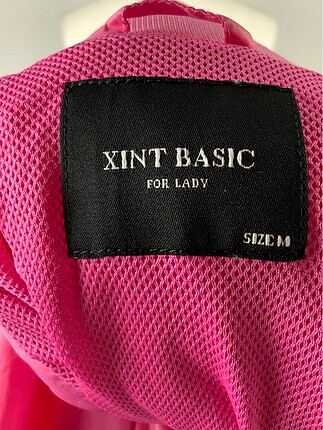 XINT BASIC
FOR LADY
SIZE M